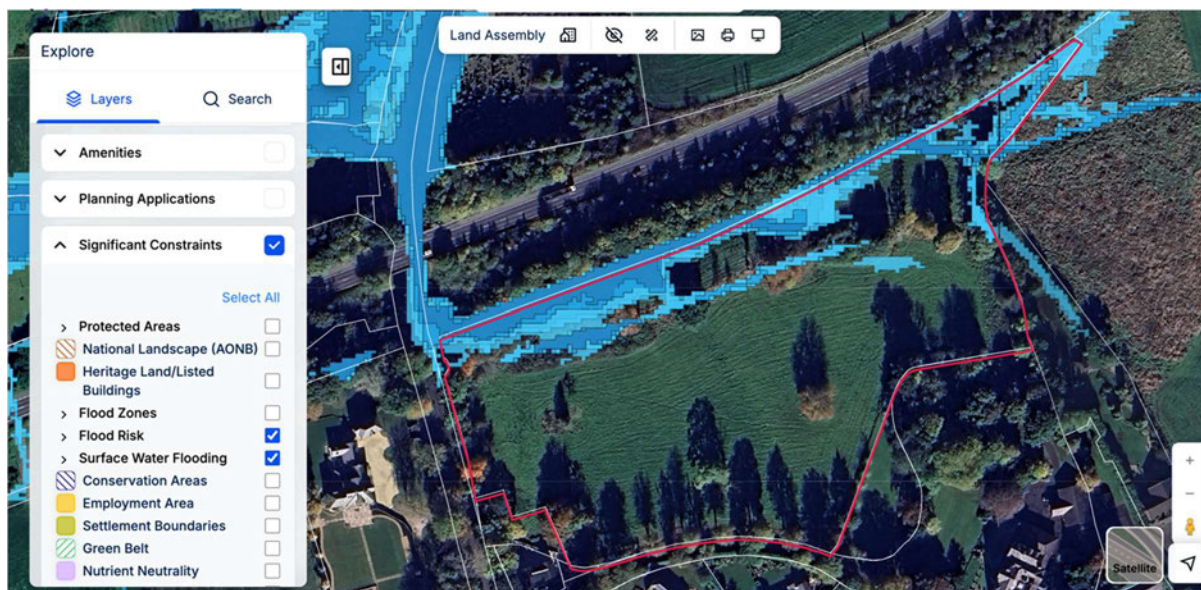 Explore
Land Assembly
Layers
Search
Amenities
Planning Applications
Significant Constraints
Select All
Protected Areas
National Landscape (AONB)
Heritage Land/Listed
Buildings
Flood Zones
Flood Risk
Surface Water Flooding
Conservation Areas
Employment Area
Settlement Boundaries
Green Belt
Nutrient Neutrality
+
−
Satellite